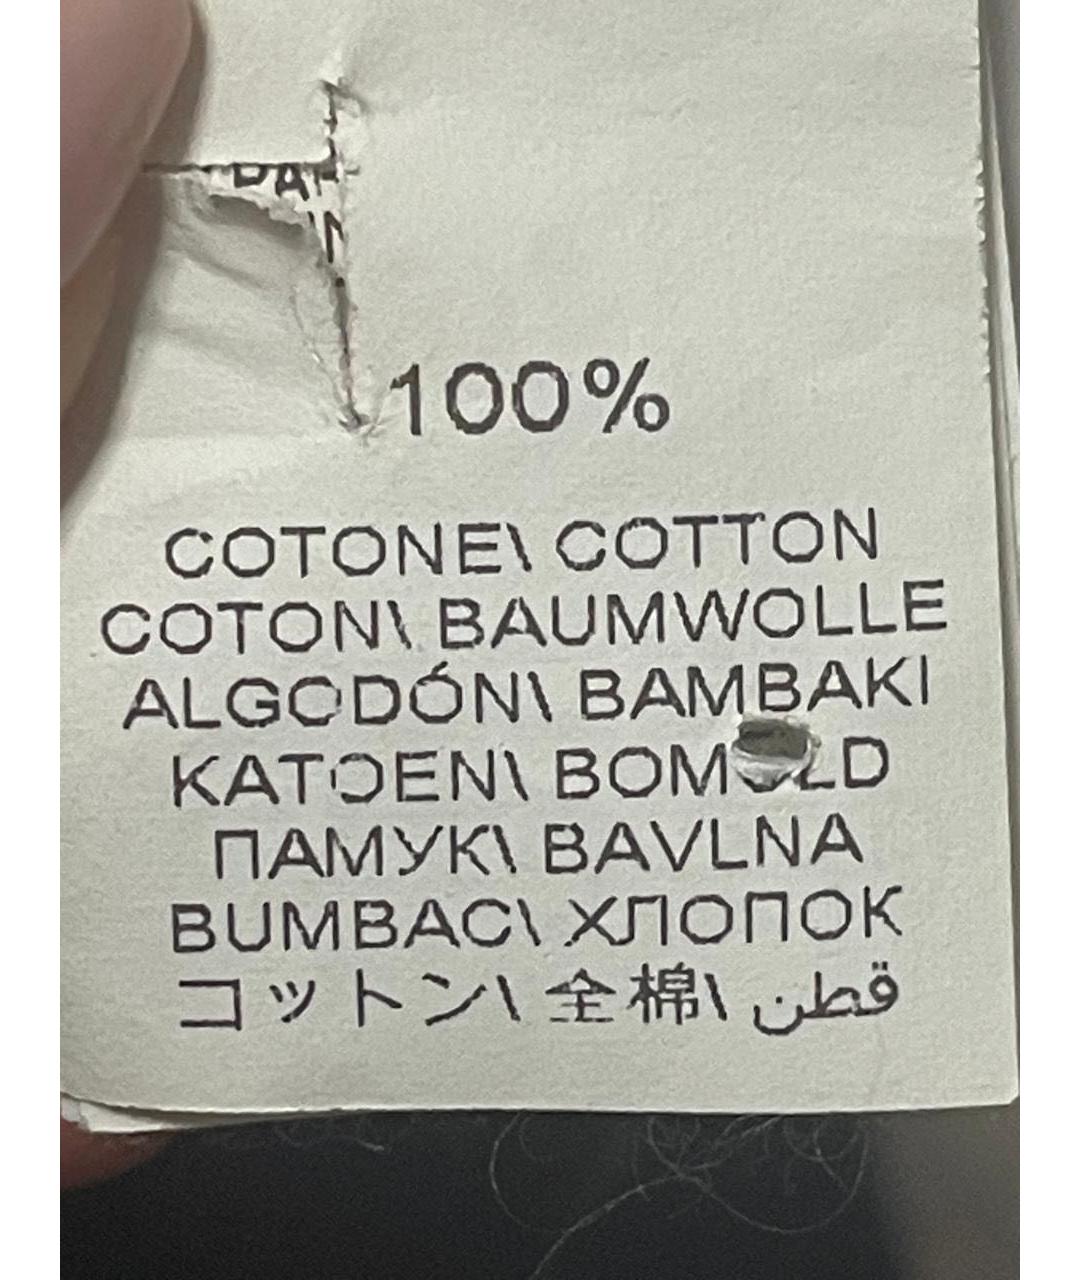 100%
COTONE\ COTTON
COTON\ BAUMWOLLE
ALGODÓN\ BAMBAKI
KATOEN\
ПАМУК\ BAVLNA
BUMBAC\ ХЛОПОК
コットン\ 全棉\ قطن